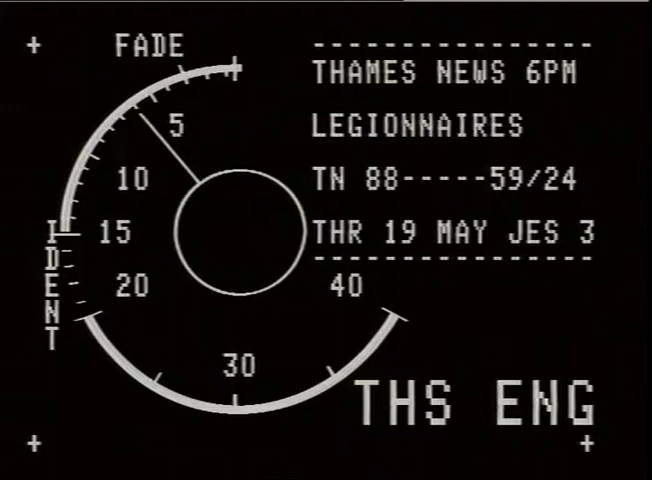 FADE
----------------
THAMES NEWS 6PM
LEGIONNAIRES
TN 88-----59/24
THR 19 MAY JES 3
----------------
5
10
15
20
30
40
IDENT
THS ENG